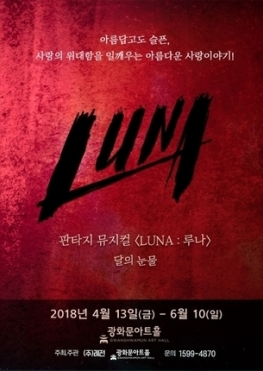 아름답고도 슬픈,
사랑의 위대함을 일깨우는 아름다운 사랑이야기!
LUNA
판타지 뮤지컬 〈LUNA : 루나〉
달의 눈물
2018년 4월 13일(금) – 6월 10(일)
광화문아트홀
GWANGHWAMUN ART HALL
주최.주관 (주)레전 광화문아트홀 문의 1599-4870